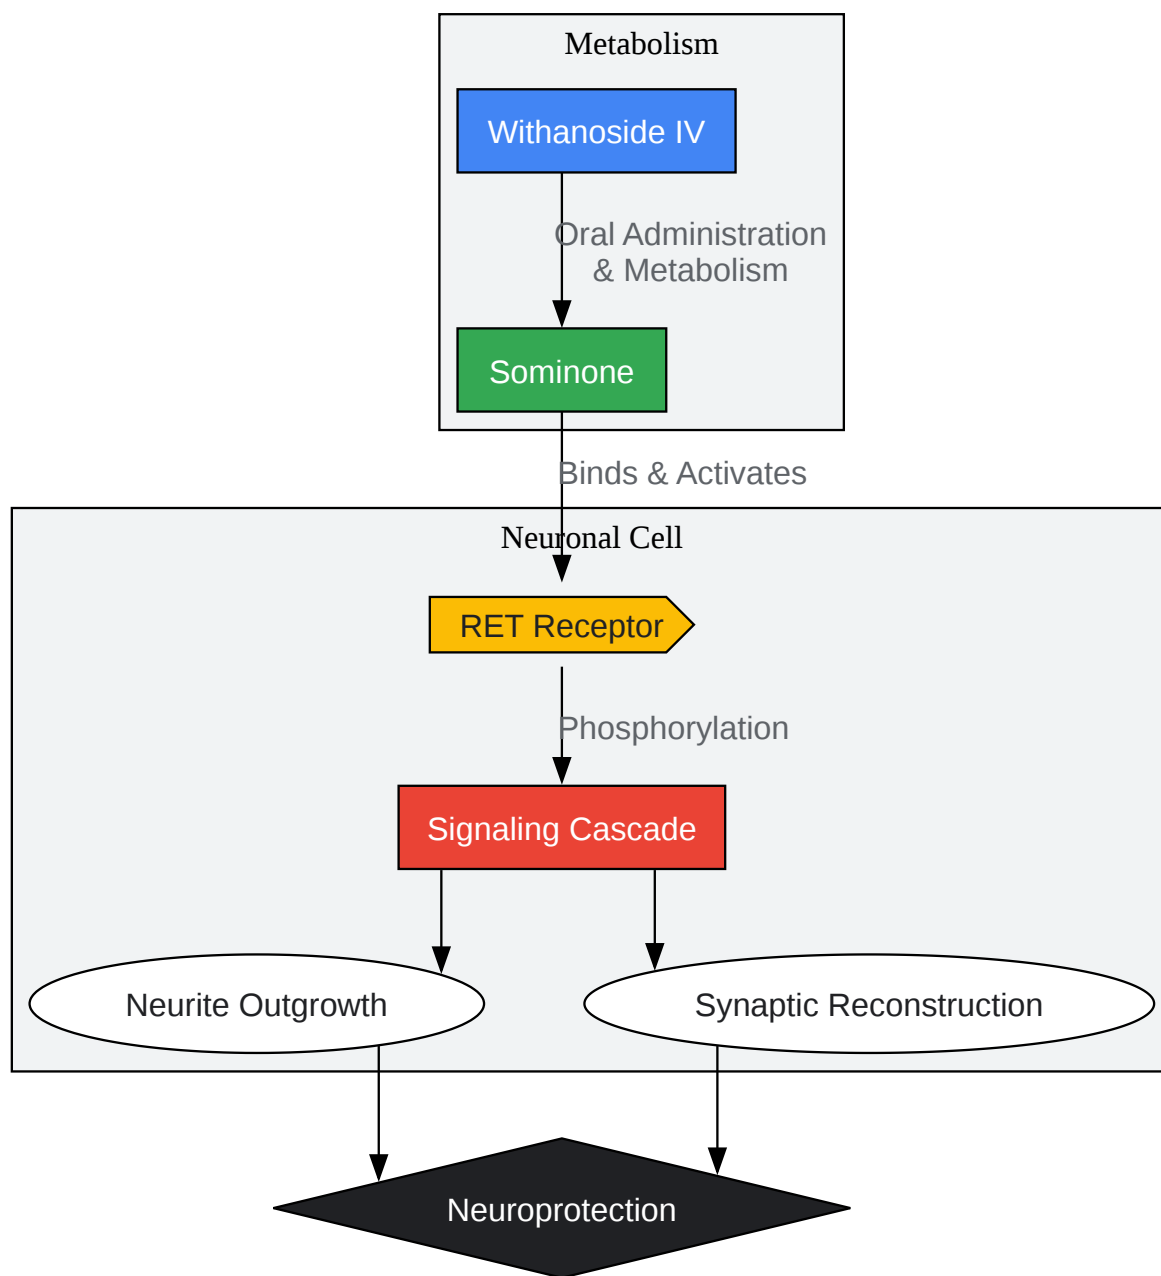 Metabolism
Withanoside IV
Oral Administration
& Metabolism
Sominone
Binds & Activates
Neuronal Cell
RET Receptor
Phosphorylation
Signaling Cascade
Neurite Outgrowth
Synaptic Reconstruction
Neuroprotection